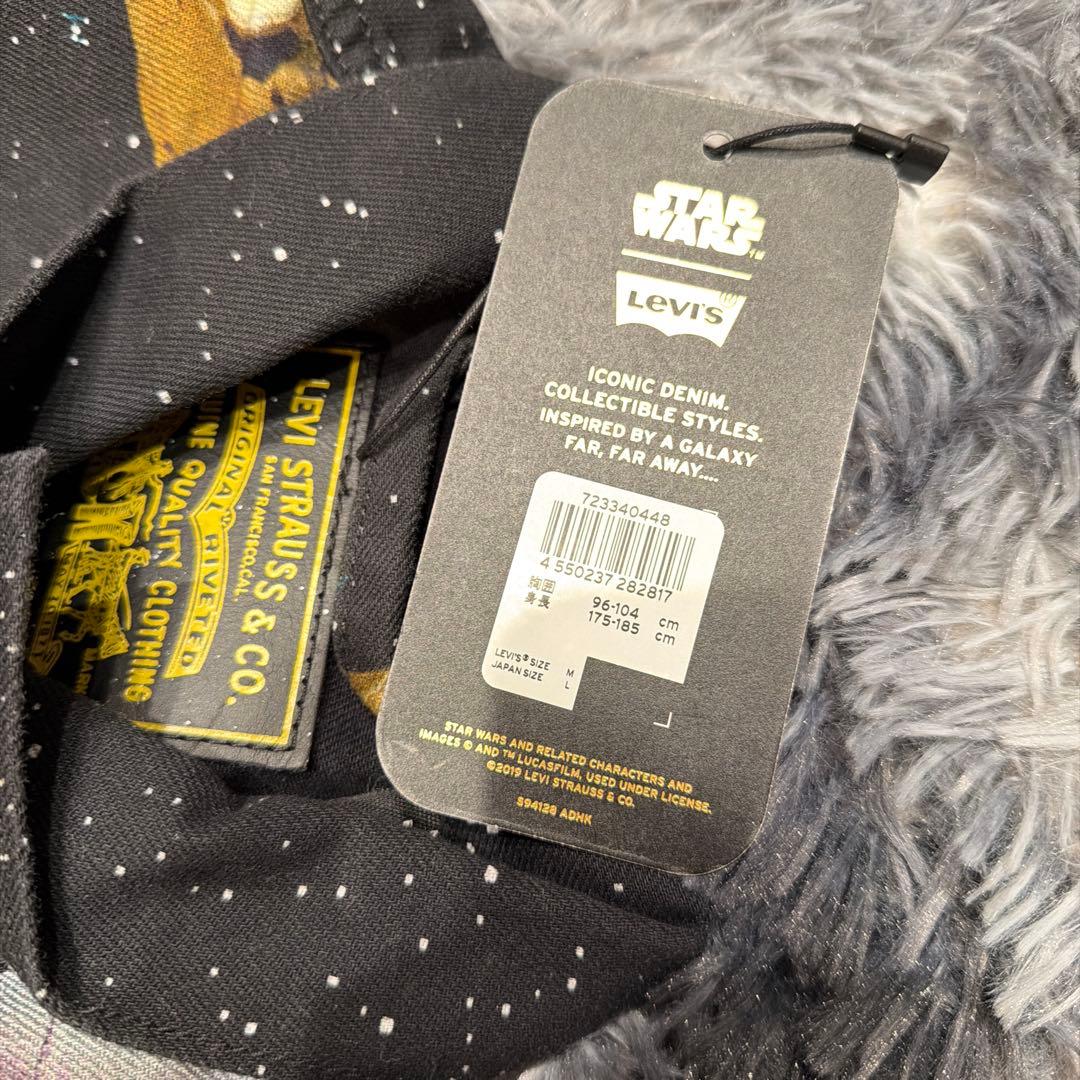 STAR
WARS™
Levi's®
ICONIC DENIM.
COLLECTIBLE STYLES.
INSPIRED BY A GALAXY
FAR, FAR AWAY....
723340448
4 550237 282817
胸囲 96-104 cm
身長 175-185 cm
LEVI'S® SIZE M
JAPAN SIZE L
STAR WARS AND RELATED CHARACTERS AND
IMAGES © AND ™ LUCASFILM, USED UNDER LICENSE.
©2019 LEVI STRAUSS & CO.
S94128 ADHK
LEVI STRAUSS & CO.
SAN FRANCIRCO,CAL.
ORIGINAL RIVETED
QUALITY CLOTHING